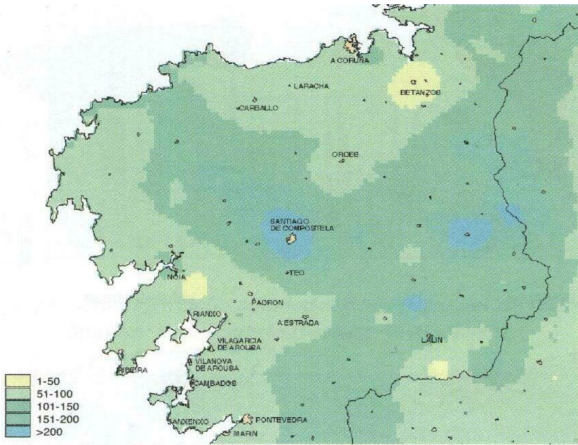 A CORUÑA
LARACHA
BETANZOS
CARBALLO
ORDES
SANTIAGO
DE COMPOSTELA
TEO
NOIA
PADRON
RIANXO
A ESTRADA
LALIN
VILAGARCIA
DE AROUSA
VILANOVA
DE AROUSA
RIBEIRA
CAMBADOS
SANXENXO
PONTEVEDRA
MARIN
1-50
51-100
101-150
151-200
>200